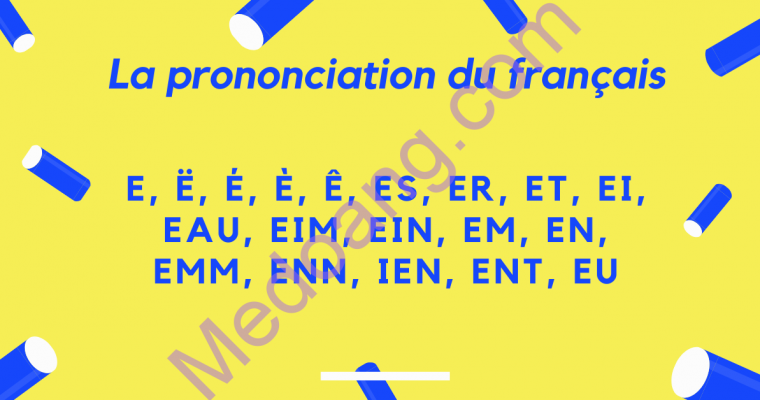 La prononciation du français
E, Ë, É, È, Ê, ES, ER, ET, EI,
EAU, EIM, EIN, EM, EN,
EMM, ENN, IEN, ENT, EU
Medoang.com